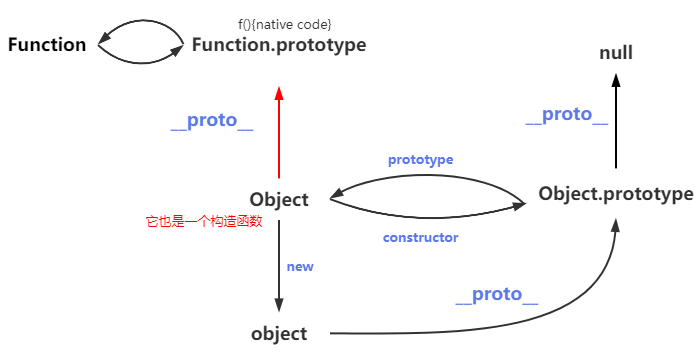 f(){native code}
Function
Function.prototype
null
__proto__
__proto__
prototype
Object
Object.prototype
它也是一个构造函数
constructor
new
__proto__
object